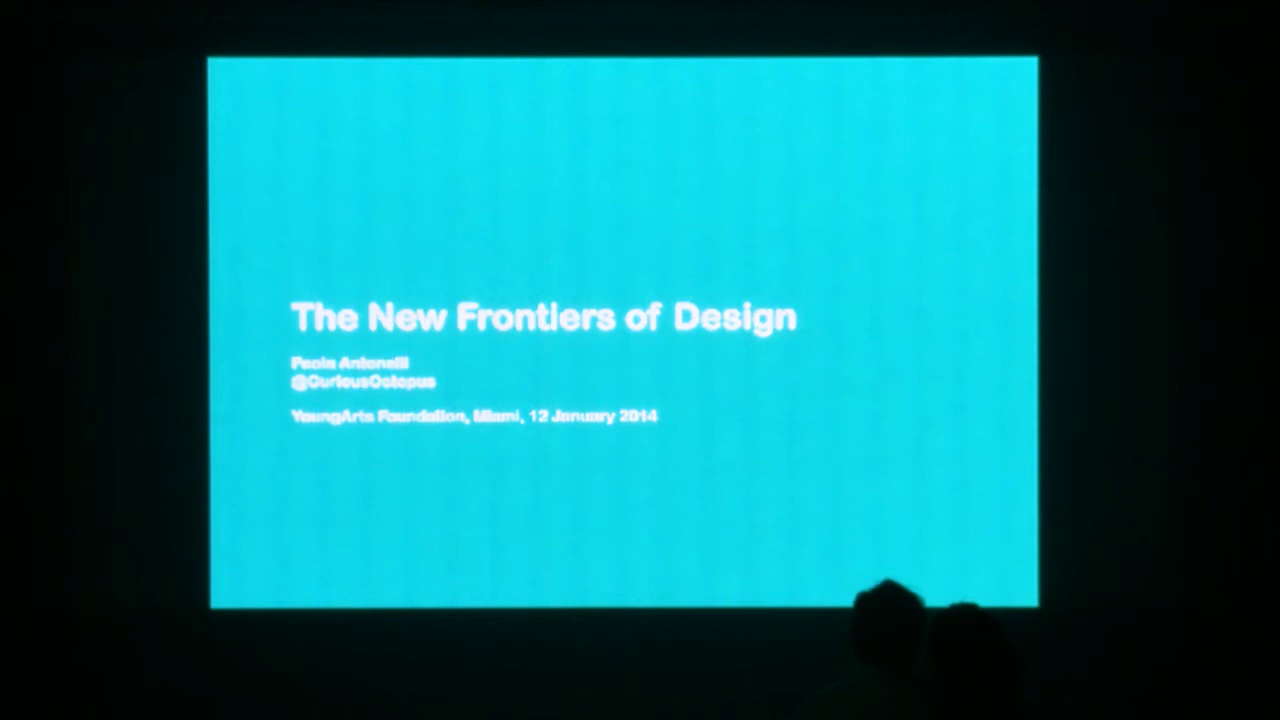 The New Frontiers of Design
Paola Antonelli
@CuriousOctopus
YoungArts Foundation, Miami, 12 January 2014